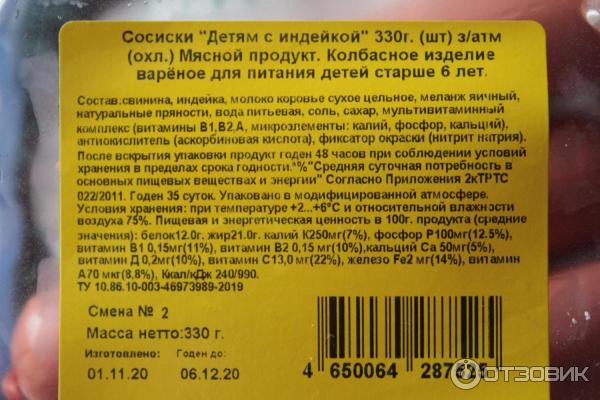 Сосиски "Детям с индейкой" 330г. (шт) з/атм
(охл.) Мясной продукт. Колбасное изделие
варёное для питания детей старше 6 лет.
Состав:свинина, индейка, молоко коровье сухое цельное, меланж яичный,
натуральные пряности, вода питьевая, соль, сахар, мультивитаминный
комплекс (витамины В1,В2,А, микроэлементы: калий, фосфор, кальций),
антиокислитель (аскорбиновая кислота), фиксатор окраски (нитрит натрия).
После вскрытия упаковки продукт годен 48 часов при соблюдении условий
хранения в пределах срока годности.*%"Средняя суточная потребность в
основных пищевых веществах и энергии" Согласно Приложения 2кТРТС
022/2011. Годен 35 суток. Упаковано в модифицированной атмосфере.
Условия хранения: при температуре +2...+6°С и относительной влажности
воздуха 75%. Пищевая и энергетическая ценность в 100г. продукта (средние
значения): белок12.0г. жир21.0г. калий К250мг(7%), фосфор Р100мг(12.5%),
витамин В1 0,15мг(11%), витамин В2 0,15 мг(10%),кальций Са 50мг(5%),
витамин Д 0,2мг(10%), витамин С13,0 мг(22%), железо Fe2 мг(14%), витамин
А70 мкг(8,8%), Ккал/кДж 240/990.
ТУ 10.86.10-003-46973989-2019
Смена № 2
Масса нетто:330 г.
Изготовлено: Годен до:
01.11.20 06.12.20
4 650064 287
ОТЗОВИК